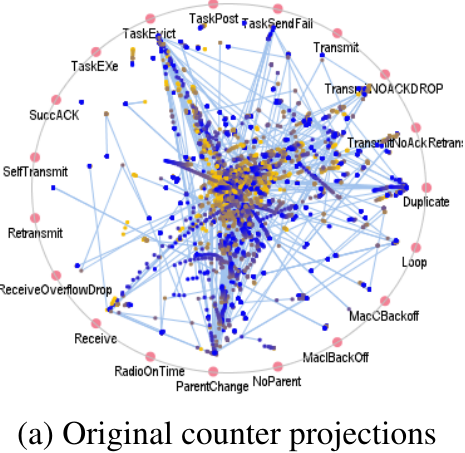 TaskPost
TaskSendFail
TaskEvict
Transmit
TaskEXe
TransmitNOACKDROP
SuccACK
TransmitNoAckRetrans
SelfTransmit
Duplicate
Retransmit
Loop
ReceiveOverflowDrop
MacCBackoff
Receive
MacIBackOff
RadioOnTime
NoParent
ParentChange
(a) Original counter projections